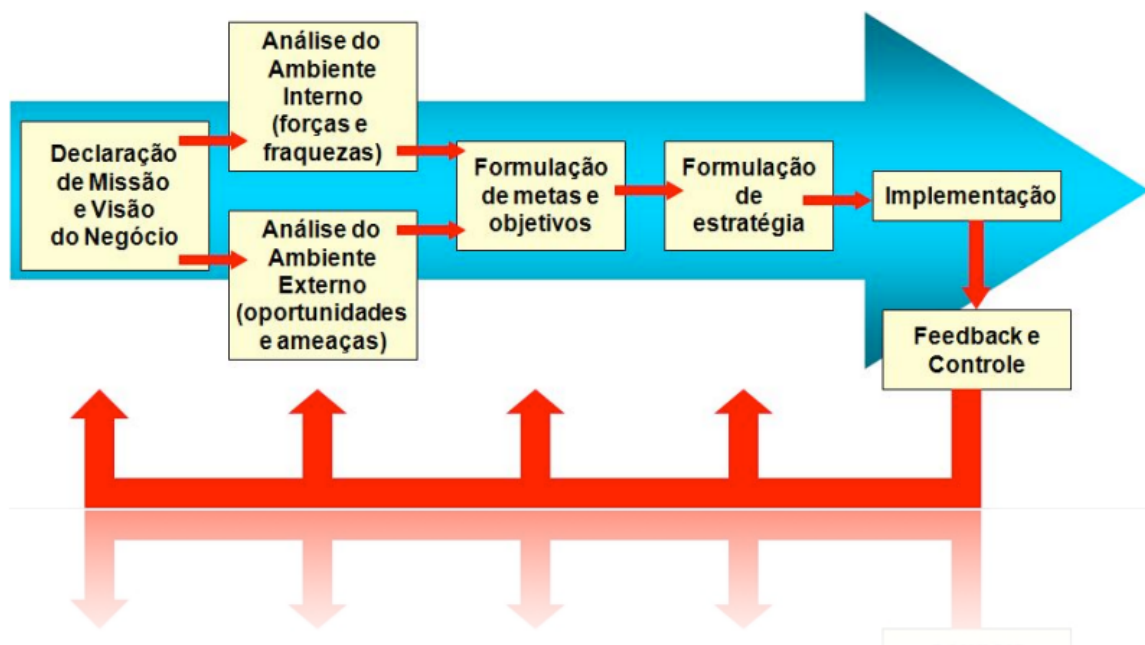 Declaração
de Missão
e Visão
do Negócio
Análise do
Ambiente
Interno
(forças e
fraquezas)
Análise do
Ambiente
Externo
(oportunidades
e ameaças)
Formulação
de metas e
objetivos
Formulação
de
estratégia
Implementação
Feedback e
Controle